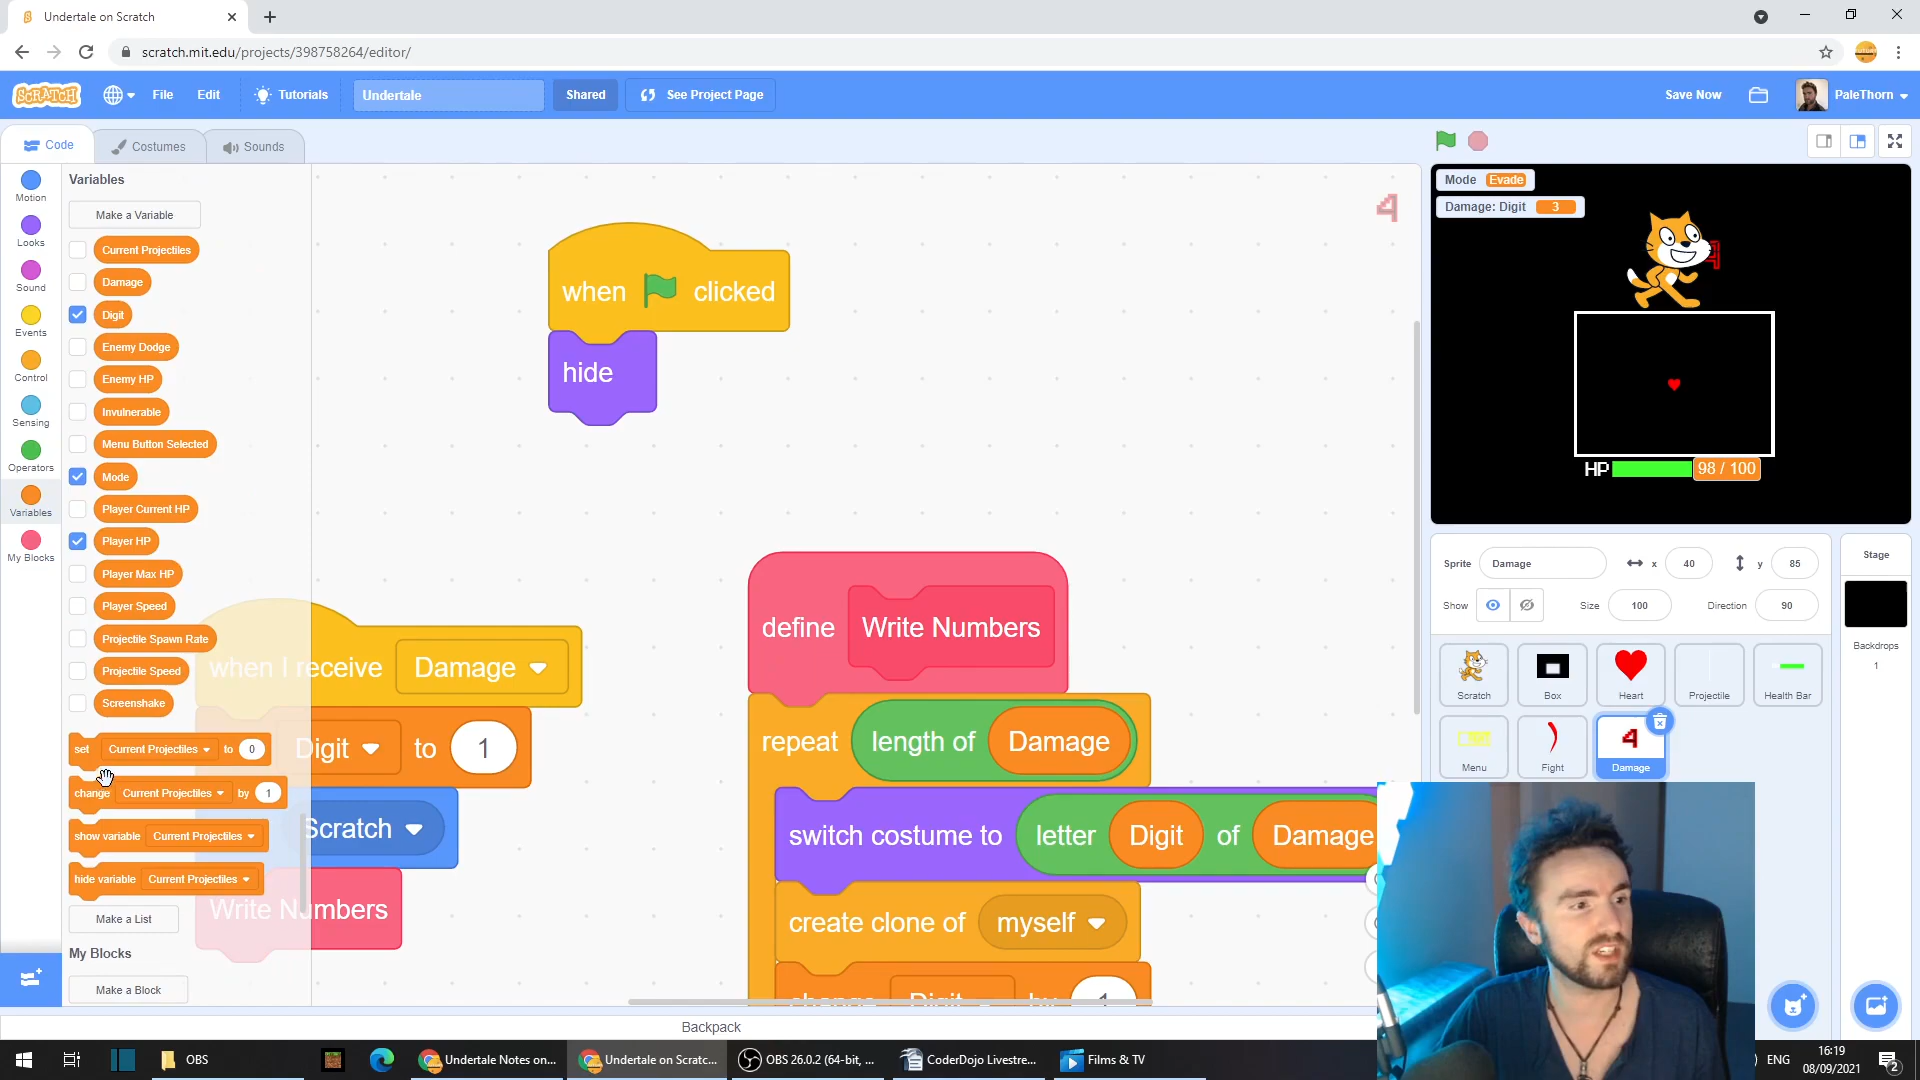 Undertale on Scratch
scratch.mit.edu/projects/398758264/editor/
SCRATCH
File
Edit
Tutorials
Undertale
Shared
See Project Page
Save Now
PaleThorn
Code
Costumes
Sounds
Motion
Looks
Sound
Events
Control
Sensing
Operators
Variables
My Blocks
Variables
Make a Variable
Current Projectiles
Damage
Digit
Enemy Dodge
Enemy HP
Invulnerable
Menu Button Selected
Mode
Player Current HP
Player HP
Player Max HP
Player Speed
Projectile Spawn Rate
Projectile Speed
Screenshake
set Current Projectiles to 0
change Current Projectiles by 1
show variable Current Projectiles
hide variable Current Projectiles
Make a List
My Blocks
Make a Block
when clicked
hide
when I receive Damage
Digit to 1
Scratch
Write Numbers
define Write Numbers
repeat length of Damage
switch costume to letter Digit of Damage
create clone of myself
change Digit by 1
4
Mode Evade
Damage: Digit 3
4
HP 98 / 100
Sprite Damage x 40 y 85
Show Size 100 Direction 90
Scratch
Box
Heart
Projectile
Health Bar
Menu
Fight
4
Damage
Stage
Backdrops
1
Backpack
OBS
Undertale Notes on...
Undertale on Scratc...
OBS 26.0.2 (64-bit, ...
CoderDojo Livestre...
Films & TV
ENG
16:19
08/09/2021
2